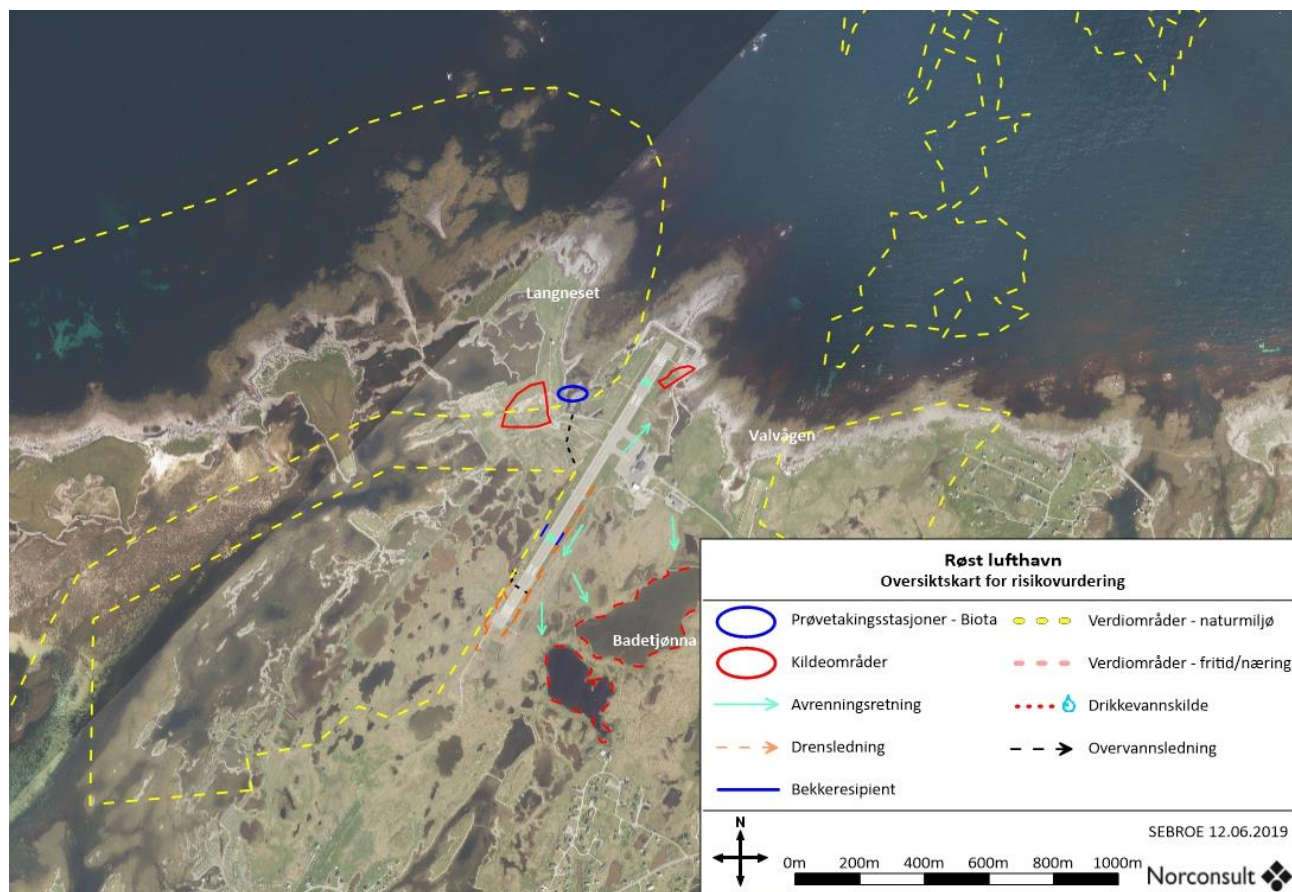 Langneset
Valvågen
Badetjønna
Røst lufthavn
Oversiktskart for risikovurdering
Prøvetakingsstasjoner - Biota
Verdiområder - naturmiljø
Kildeområder
Verdiområder - fritid/næring
Avrenningsretning
Drikkevannskilde
Drensledning
Overvannsledning
Bekkeresipient
N
SEBROE 12.06.2019
0m 200m 400m 600m 800m 1000m
Norconsult